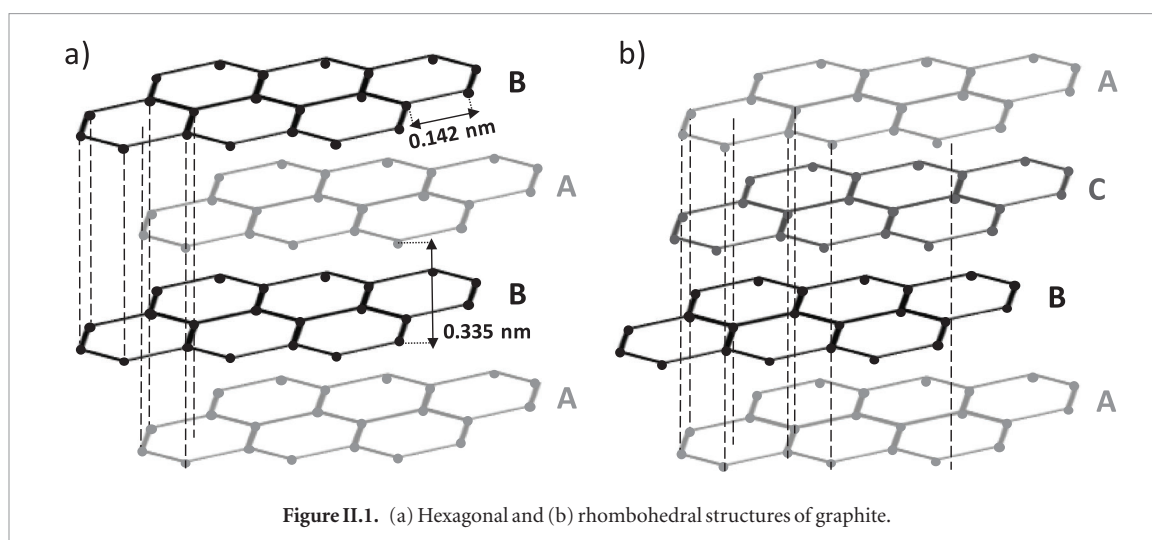 a)
B
0.142 nm
A
B
0.335 nm
A
b)
A
C
B
A
Figure II.1. (a) Hexagonal and (b) rhombohedral structures of graphite.